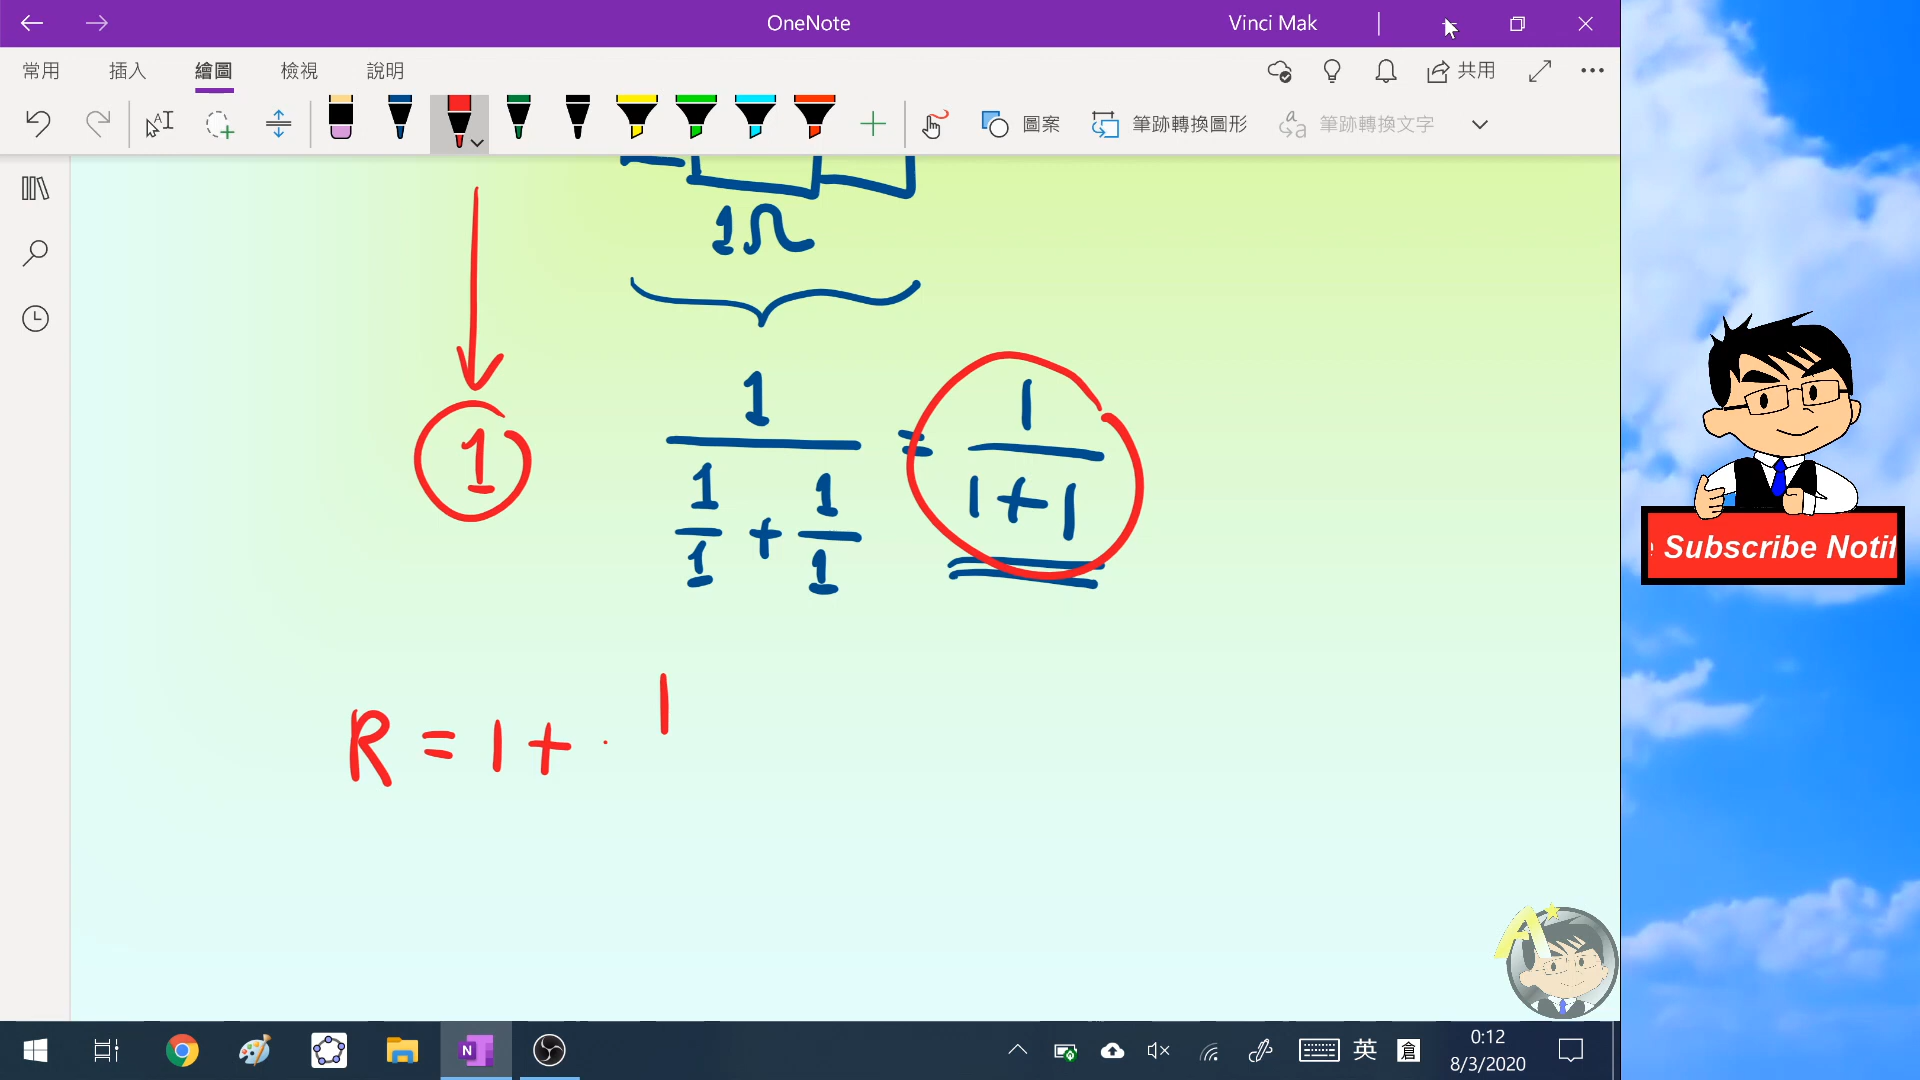 OneNote
Vinci Mak
常用 插入 繪圖 檢視 說明
共用
圖案 筆跡轉換圖形 筆跡轉換文字
1Ω
1
1/(1/1 + 1/1) = 1/(1+1)
R = 1 + 1
Subscribe Notif
A
英 倉
0:12
8/3/2020